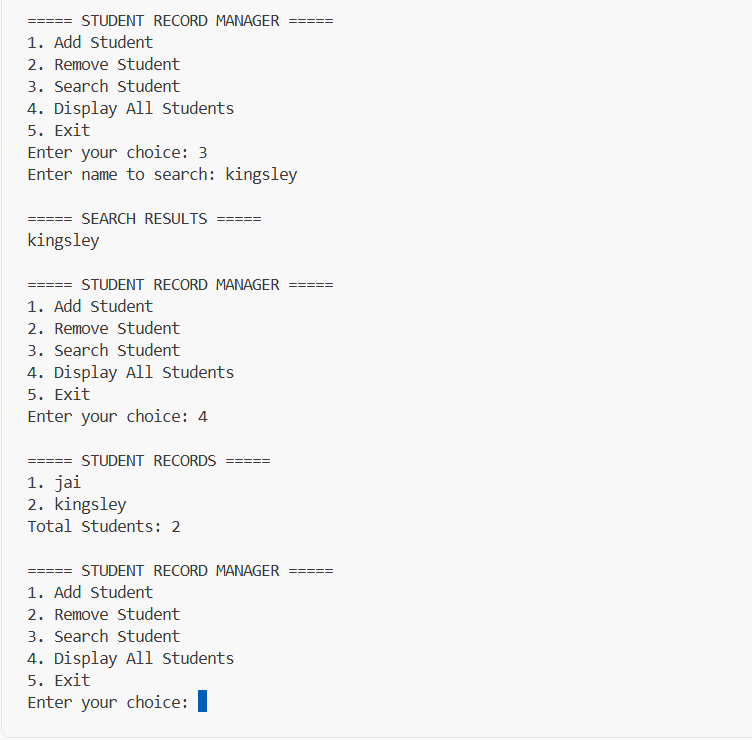 ===== STUDENT RECORD MANAGER =====
1. Add Student
2. Remove Student
3. Search Student
4. Display All Students
5. Exit
Enter your choice: 3
Enter name to search: kingsley
===== SEARCH RESULTS =====
kingsley
===== STUDENT RECORD MANAGER =====
1. Add Student
2. Remove Student
3. Search Student
4. Display All Students
5. Exit
Enter your choice: 4
===== STUDENT RECORDS =====
1. jai
2. kingsley
Total Students: 2
===== STUDENT RECORD MANAGER =====
1. Add Student
2. Remove Student
3. Search Student
4. Display All Students
5. Exit
Enter your choice: